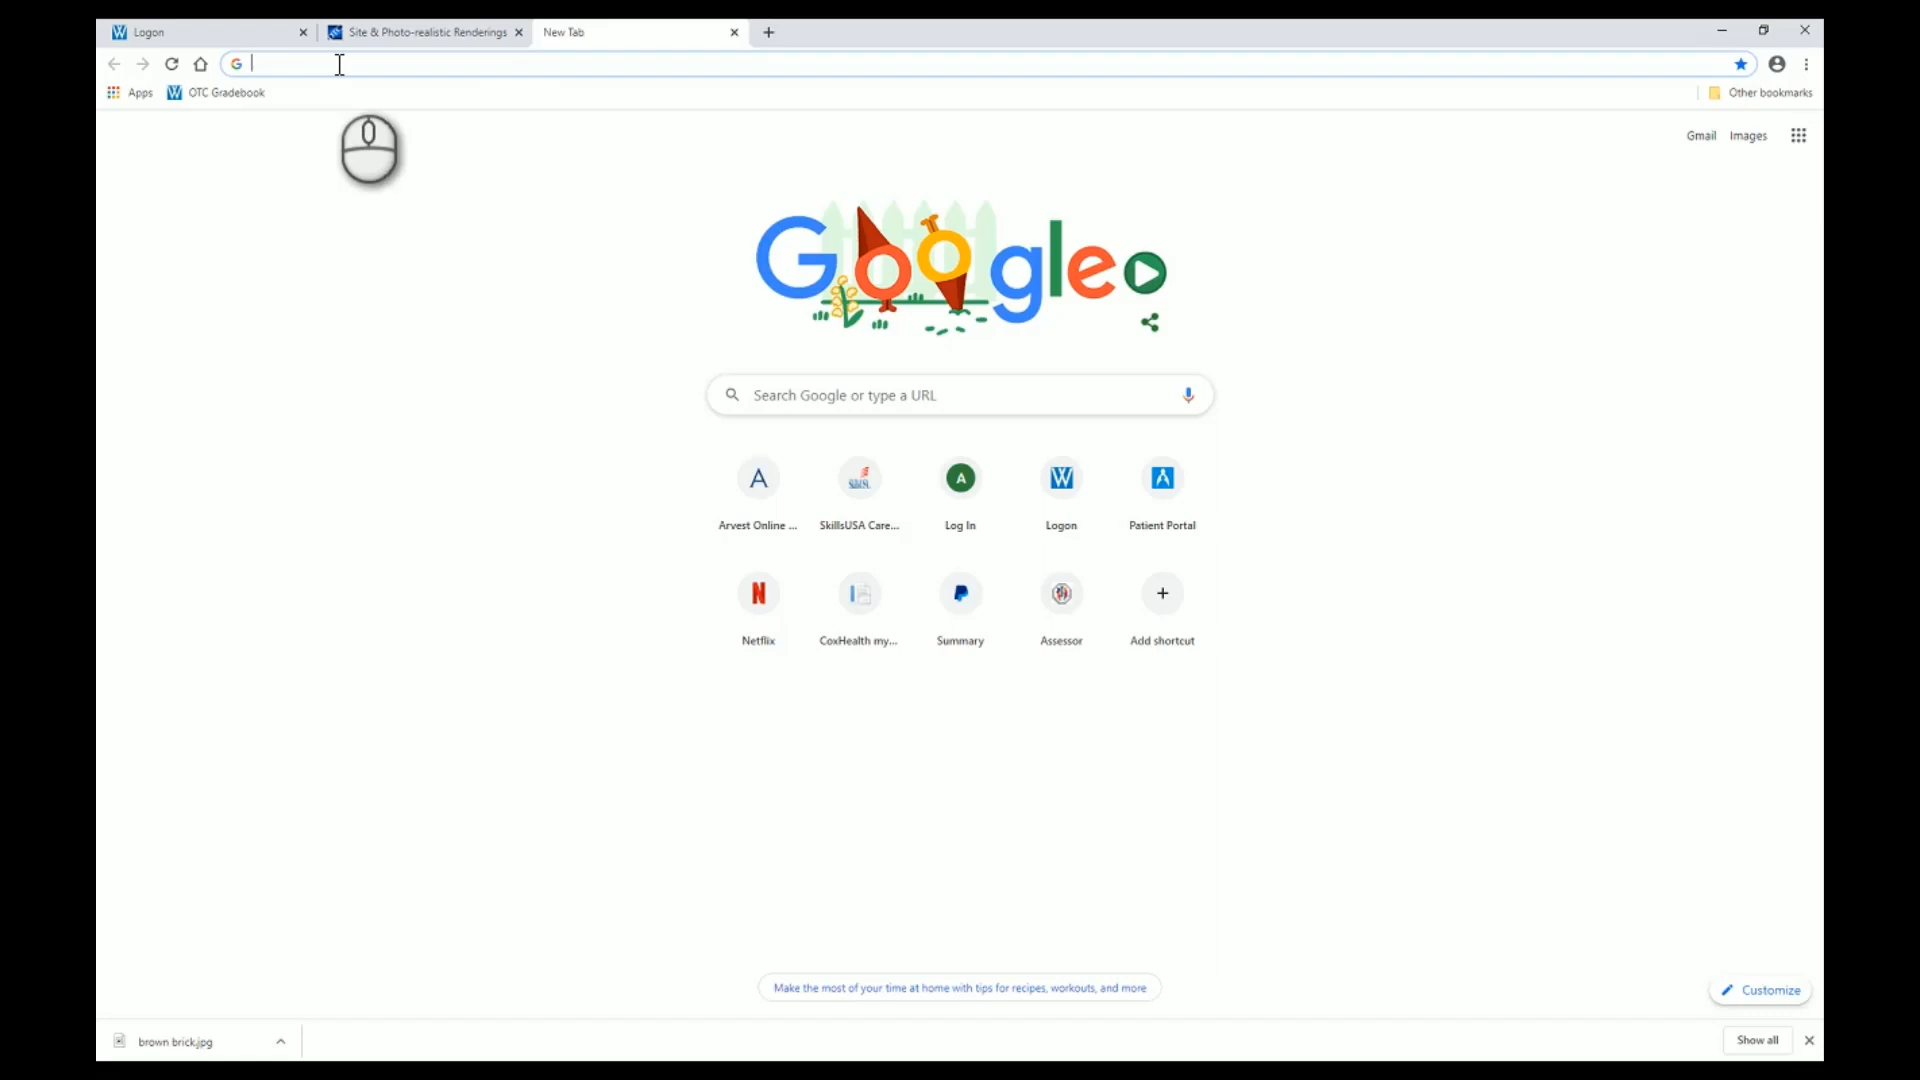 Logon
Site & Photo-realistic Renderings
New Tab
Apps
OTC Gradebook
Other bookmarks
Gmail
Images
Google
Search Google or type a URL
Arvest Online ...
SkillsUSA Care...
Log In
Logon
Patient Portal
Netflix
CoxHealth my...
Summary
Assessor
Add shortcut
Make the most of your time at home with tips for recipes, workouts, and more
Customize
brown brick.jpg
Show all